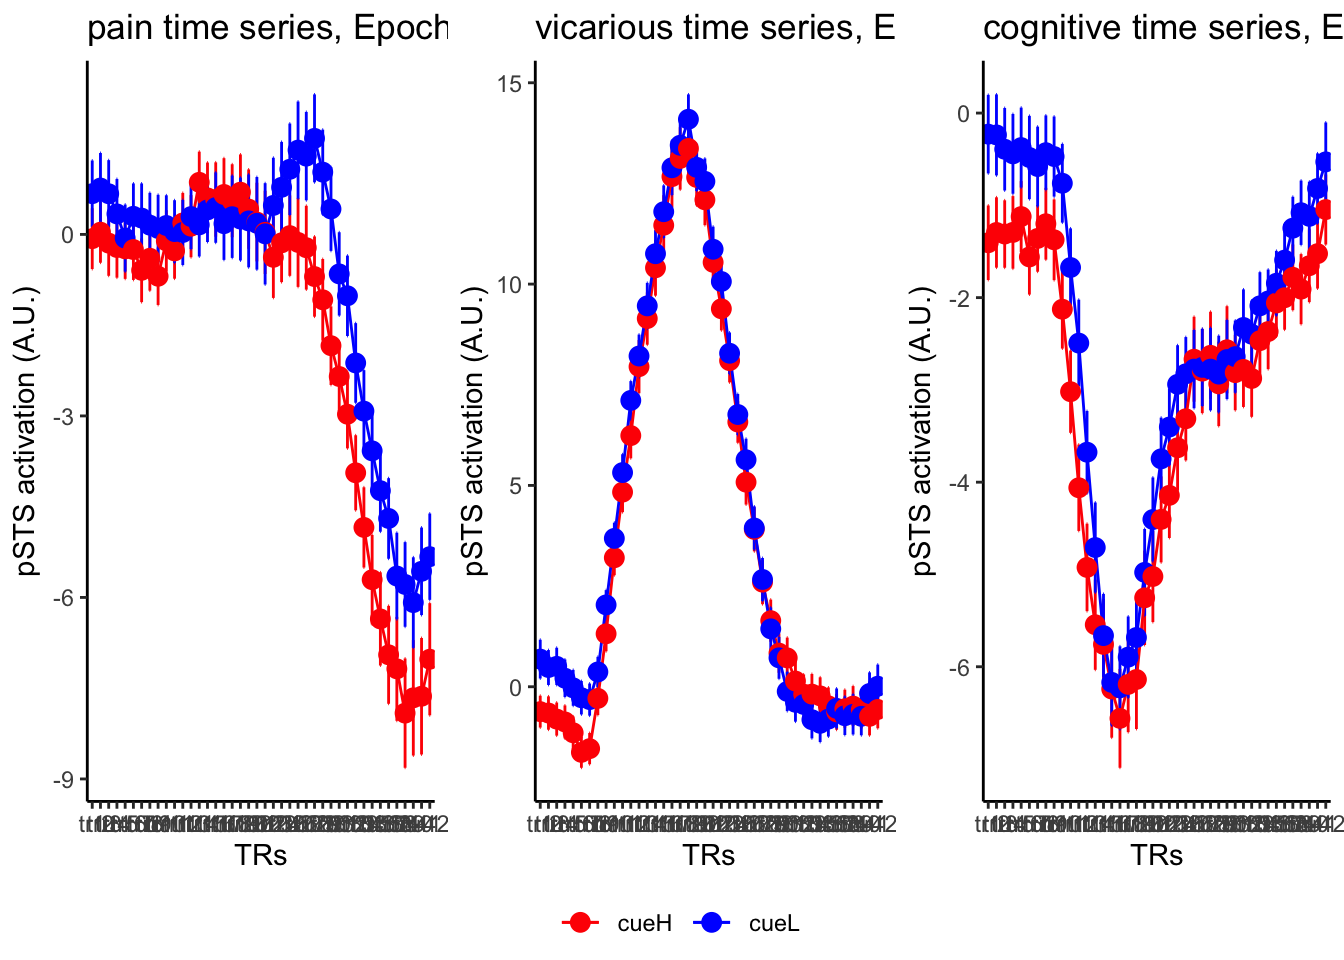 pain time series, Epoch
vicarious time series, E
cognitive time series, E
pSTS activation (A.U.)
0
-3
-6
-9
TRs
pSTS activation (A.U.)
15
10
5
0
TRs
pSTS activation (A.U.)
0
-2
-4
-6
TRs
cueH
cueL